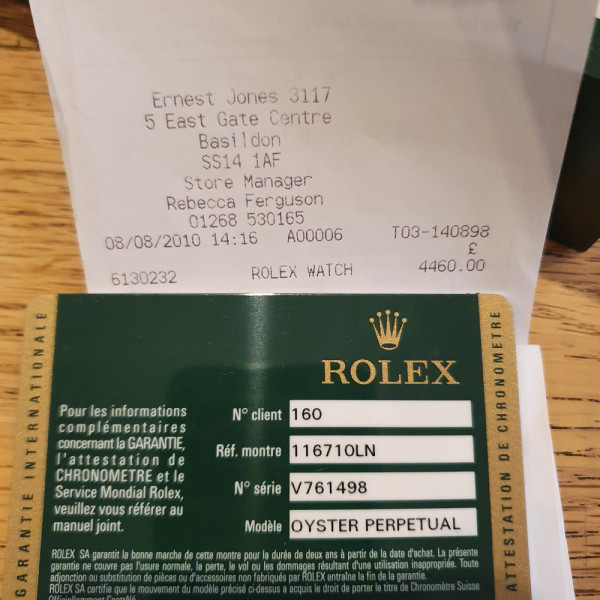 Ernest Jones 3117
5 East Gate Centre
Basildon
SS14 1AF
Store Manager
Rebecca Ferguson
01268 530165
08/08/2010 14:16 A00006 T03-140898
£
6130232 ROLEX WATCH 4460.00
GARANTIE INTERNATIONALE
ROLEX
Pour les informations
complémentaires
concernant la GARANTIE,
l'attestation de
CHRONOMETRE et le
Service Mondial Rolex,
veuillez vous référer au
manuel joint.
N° client 160
Réf. montre 116710LN
N° série V761498
Modèle OYSTER PERPETUAL
ATTESTATION DE CHRONOMETRE
ROLEX SA garantit la bonne marche de cette montre pour la durée de deux ans à partir de la date d'achat. La présente
garantie ne couvre pas l'usure normale, la perte, le vol ou les dommages résultant d'une utilisation inappropriée. Toute
adjonction ou substitution de pièces ou d'accessoires non fabriqués par ROLEX entraîne la fin de la garantie.
ROLEX SA certifie que le mouvement du modèle précisé ci-dessus a acquis le droit de porter le titre de Chronomètre Suisse
Officiellement Contrôlé.